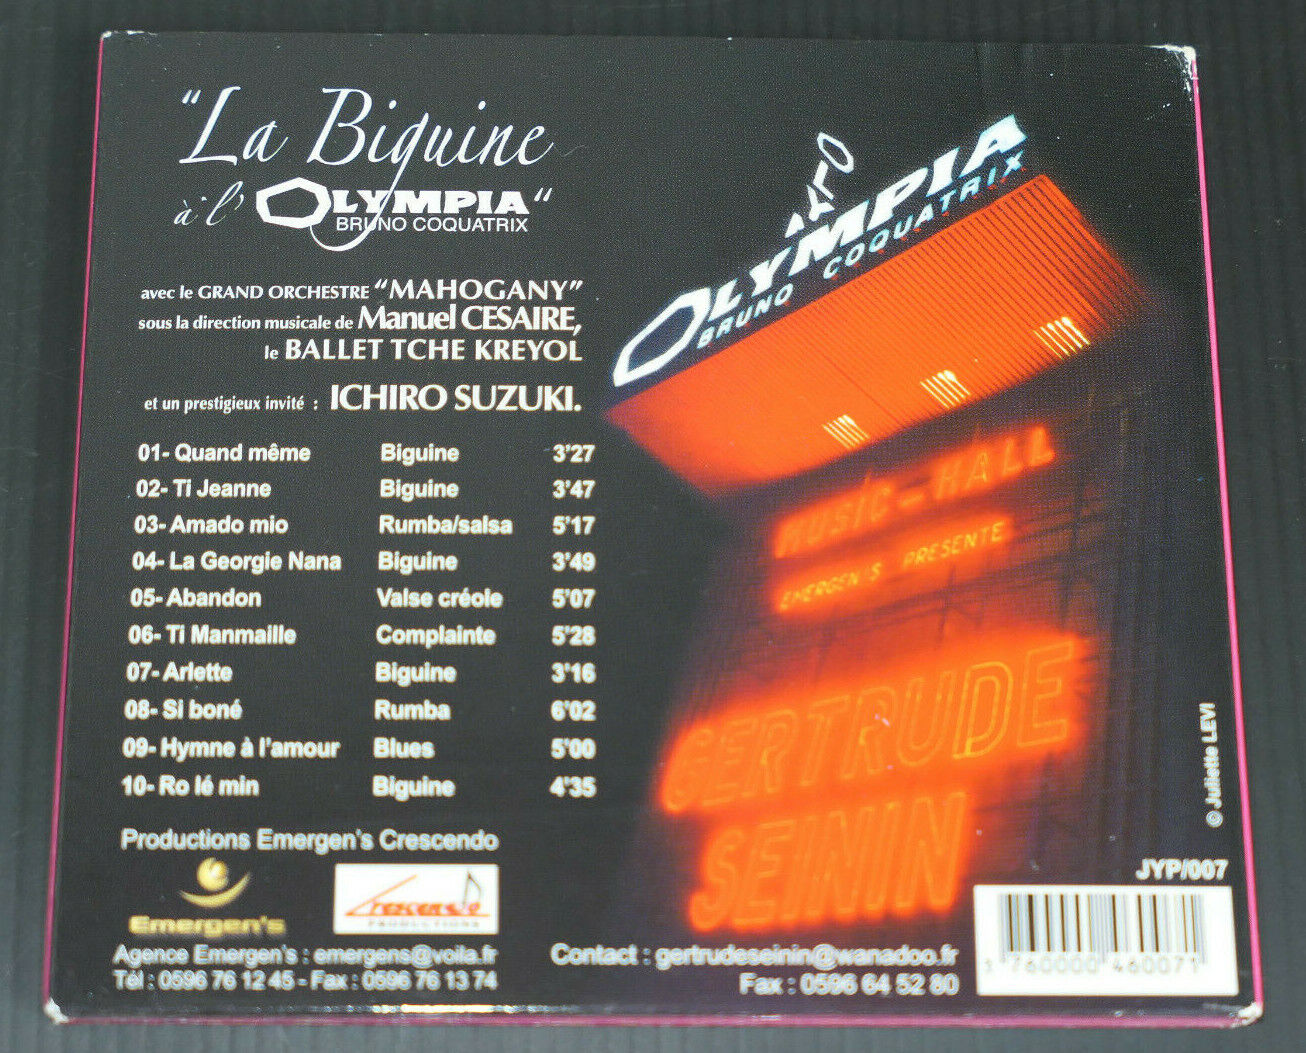 "La Biguine
à l' OLYMPIA"
BRUNO COQUATRIX
avec le GRAND ORCHESTRE "MAHOGANY"
sous la direction musicale de Manuel CESAIRE,
le BALLET TCHE KREYOL
et un prestigieux invité : ICHIRO SUZUKI.
01- Quand même Biguine 3'27
02- Ti Jeanne Biguine 3'47
03- Amado mio Rumba/salsa 5'17
04- La Georgie Nana Biguine 3'49
05- Abandon Valse créole 5'07
06- Ti Manmaille Complainte 5'28
07- Arlette Biguine 3'16
08- Si boné Rumba 6'02
09- Hymne à l'amour Blues 5'00
10- Ro lé min Biguine 4'35
Productions Emergen's Crescendo
Emergen's
Crescendo
PRODUCTIONS
Agence Emergen's : emergens@voila.fr
Tél : 0596 76 12 45 - Fax : 0596 76 13 74
OLYMPIA
BRUNO COQUATRIX
MUSIC-HALL
EMERGEN'S PRESENTE
GERTRUDE
SEININ
© Juliette LEVI
JYP/007
Contact : gertrudeseinin@wanadoo.fr
Fax : 0596 64 52 80
3 760000 460071